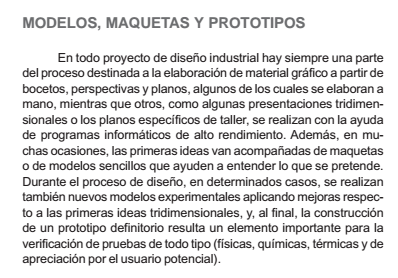 MODELOS, MAQUETAS Y PROTOTIPOS
En todo proyecto de diseño industrial hay siempre una parte
del proceso destinada a la elaboración de material gráfico a partir de
bocetos, perspectivas y planos, algunos de los cuales se elaboran a
mano, mientras que otros, como algunas presentaciones tridimen-
sionales o los planos específicos de taller, se realizan con la ayuda
de programas informáticos de alto rendimiento. Además, en mu-
chas ocasiones, las primeras ideas van acompañadas de maquetas
o de modelos sencillos que ayuden a entender lo que se pretende.
Durante el proceso de diseño, en determinados casos, se realizan
también nuevos modelos experimentales aplicando mejoras respec-
to a las primeras ideas tridimensionales, y, al final, la construcción
de un prototipo definitorio resulta un elemento importante para la
verificación de pruebas de todo tipo (físicas, químicas, térmicas y de
apreciación por el usuario potencial).